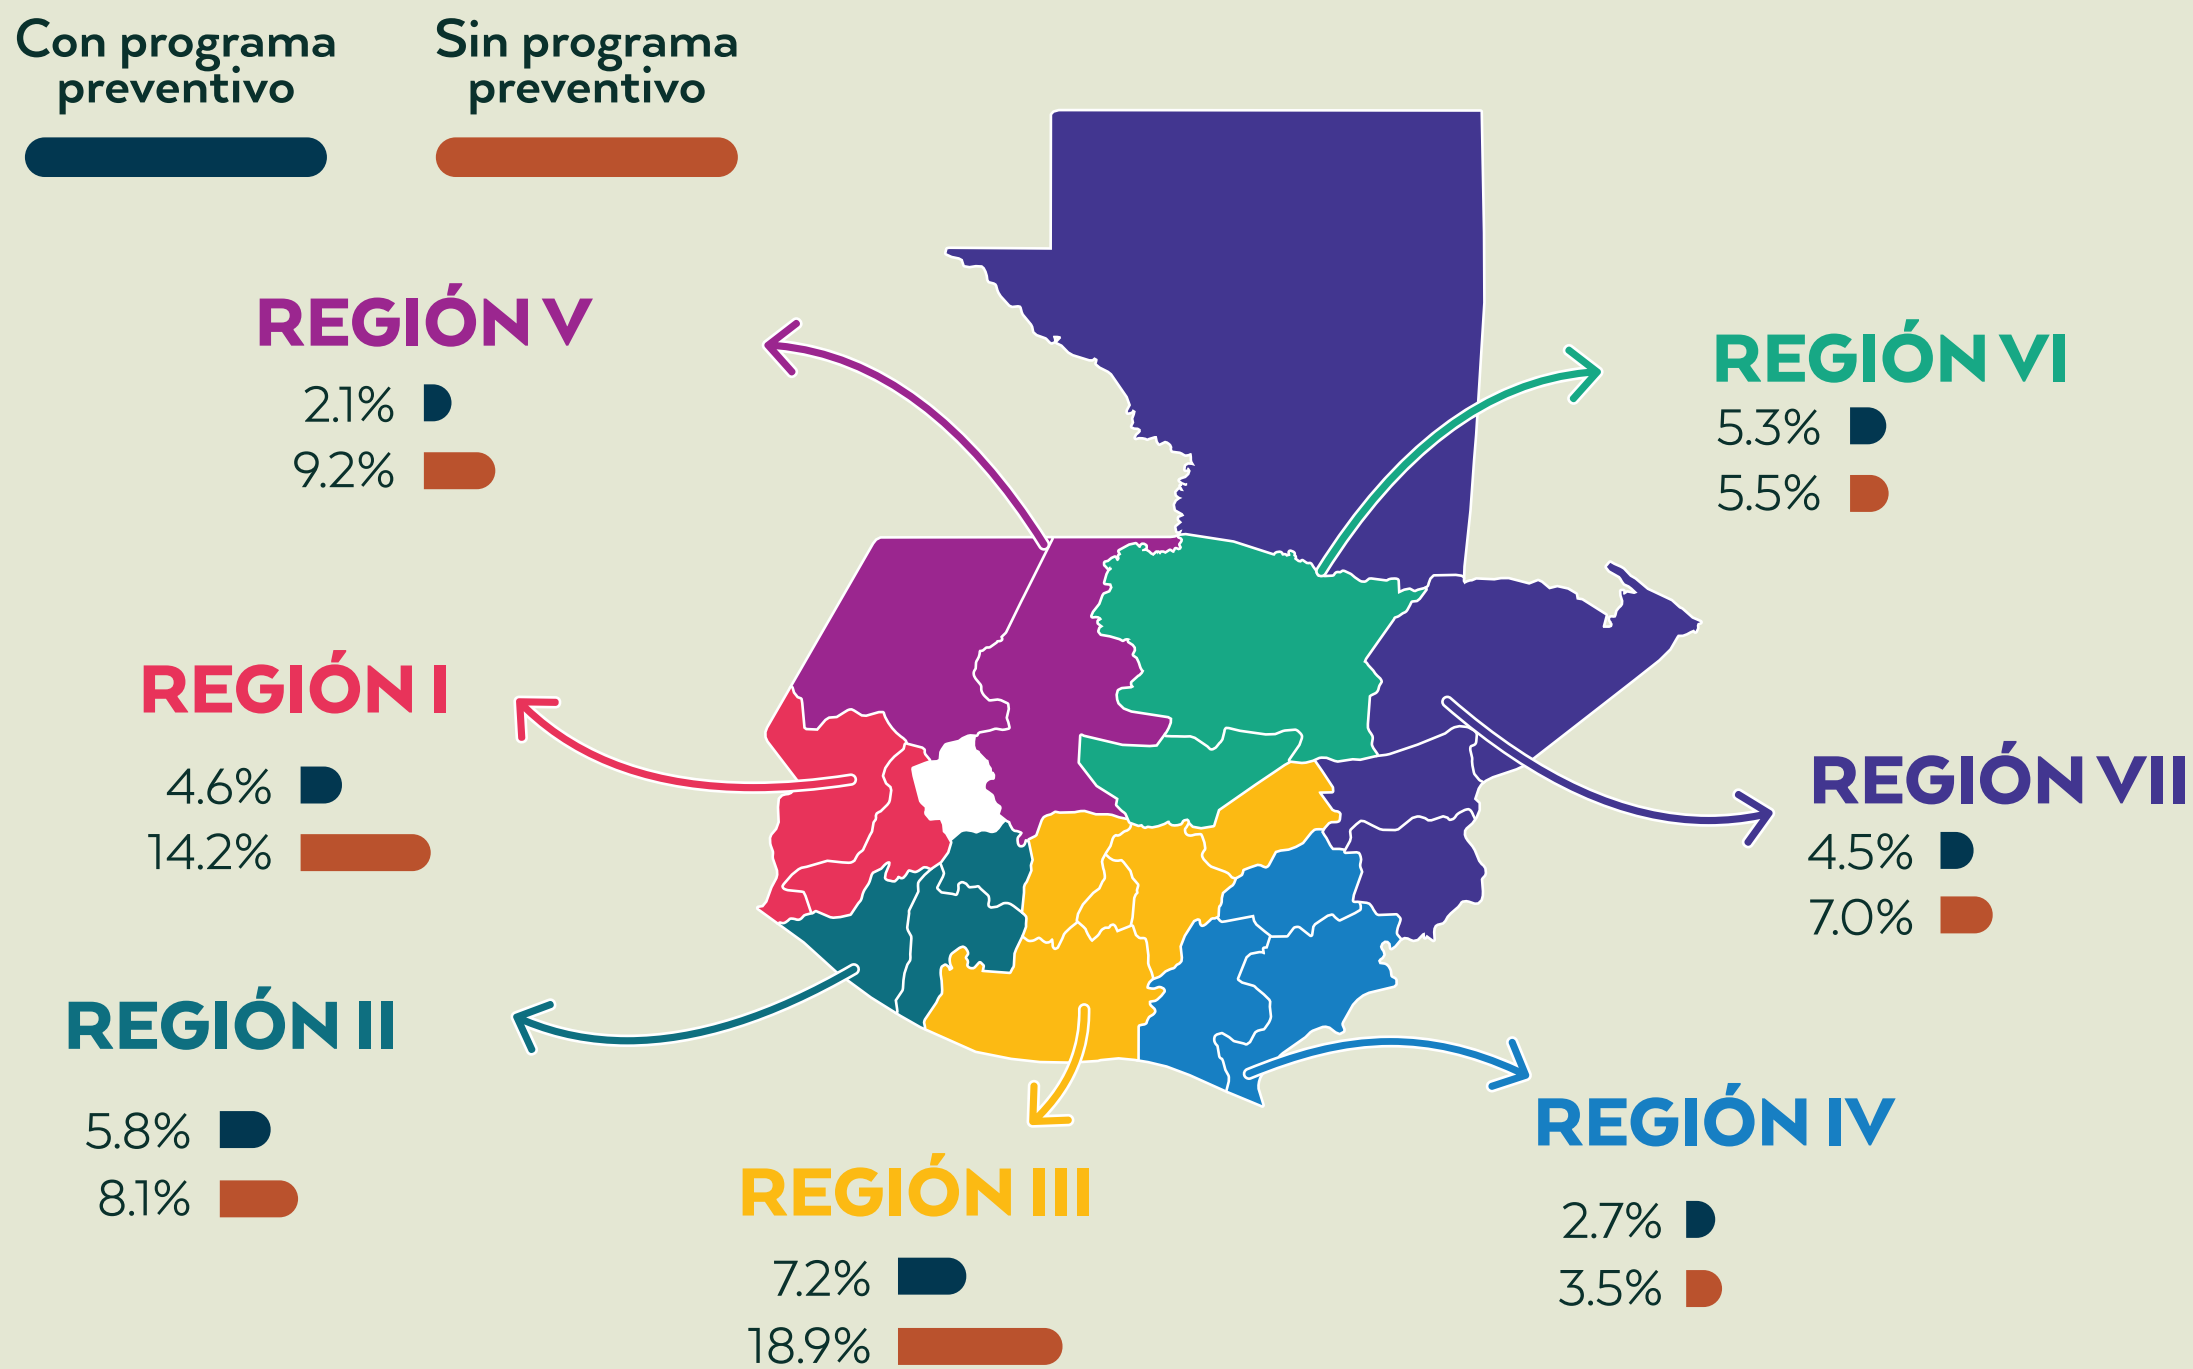 Con programa
preventivo
Sin programa
preventivo
REGIÓN V
2.1%
9.2%
REGIÓN VI
5.3%
5.5%
REGIÓN I
4.6%
14.2%
REGIÓN VII
4.5%
7.0%
REGIÓN II
5.8%
8.1%
REGIÓN III
7.2%
18.9%
REGIÓN IV
2.7%
3.5%